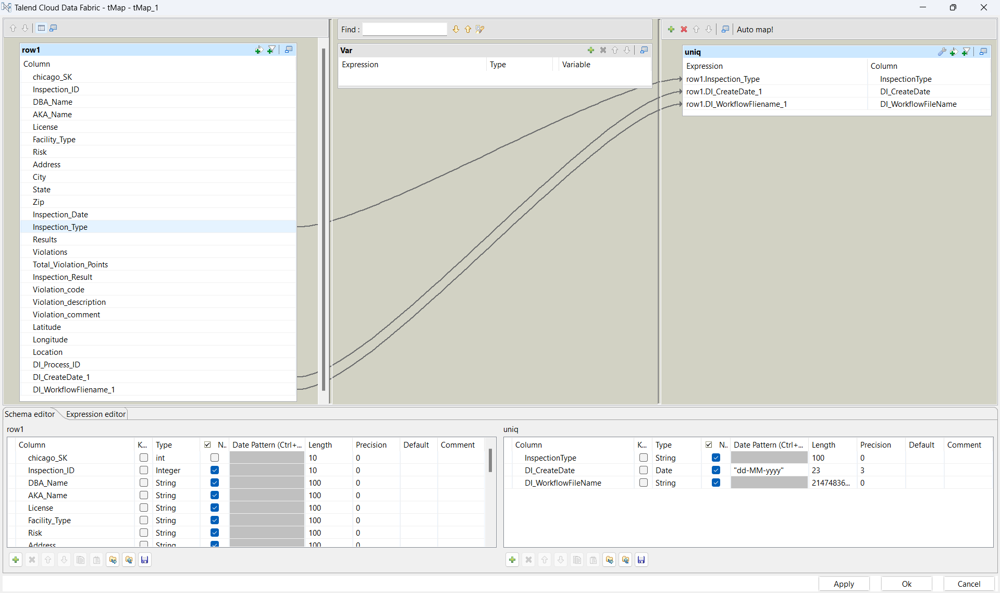 Talend Cloud Data Fabric - tMap - tMap_1
Find :
Auto map!
row1
Column
chicago_SK
Inspection_ID
DBA_Name
AKA_Name
License
Facility_Type
Risk
Address
City
State
Zip
Inspection_Date
Inspection_Type
Results
Violations
Total_Violation_Points
Inspection_Result
Violation_code
Violation_description
Violation_comment
Latitude
Longitude
Location
DI_Process_ID
DI_CreateDate_1
DI_WorkflowFliename_1
Var
Expression Type Variable
uniq
Expression Column
row1.Inspection_Type InspectionType
row1.DI_CreateDate_1 DI_CreateDate
row1.DI_WorkflowFliename_1 DI_WorkflowFileName
Schema editor Expression editor
row1
Column K... Type N.. Date Pattern (Ctrl+... Length Precision Default Comment
chicago_SK int 10 0
Inspection_ID Integer 10 0
DBA_Name String 100 0
AKA_Name String 100 0
License String 100 0
Facility_Type String 100 0
Risk String 100 0
Address String 100 0
uniq
Column K... Type N.. Date Pattern (Ctrl+... Length Precision Default Comment
InspectionType String 100 0
DI_CreateDate Date "dd-MM-yyyy" 23 3
DI_WorkflowFileName String 21474836... 0
Apply Ok Cancel